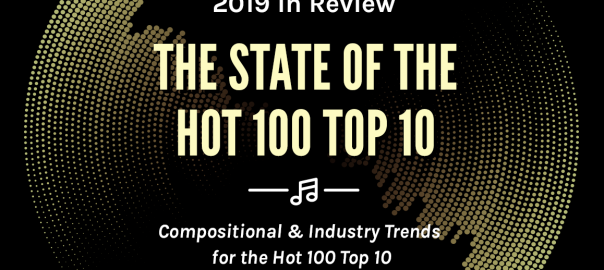 2019 In Review
THE STATE OF THE
HOT 100 TOP 10
Compositional & Industry Trends
for the Hot 100 Top 10